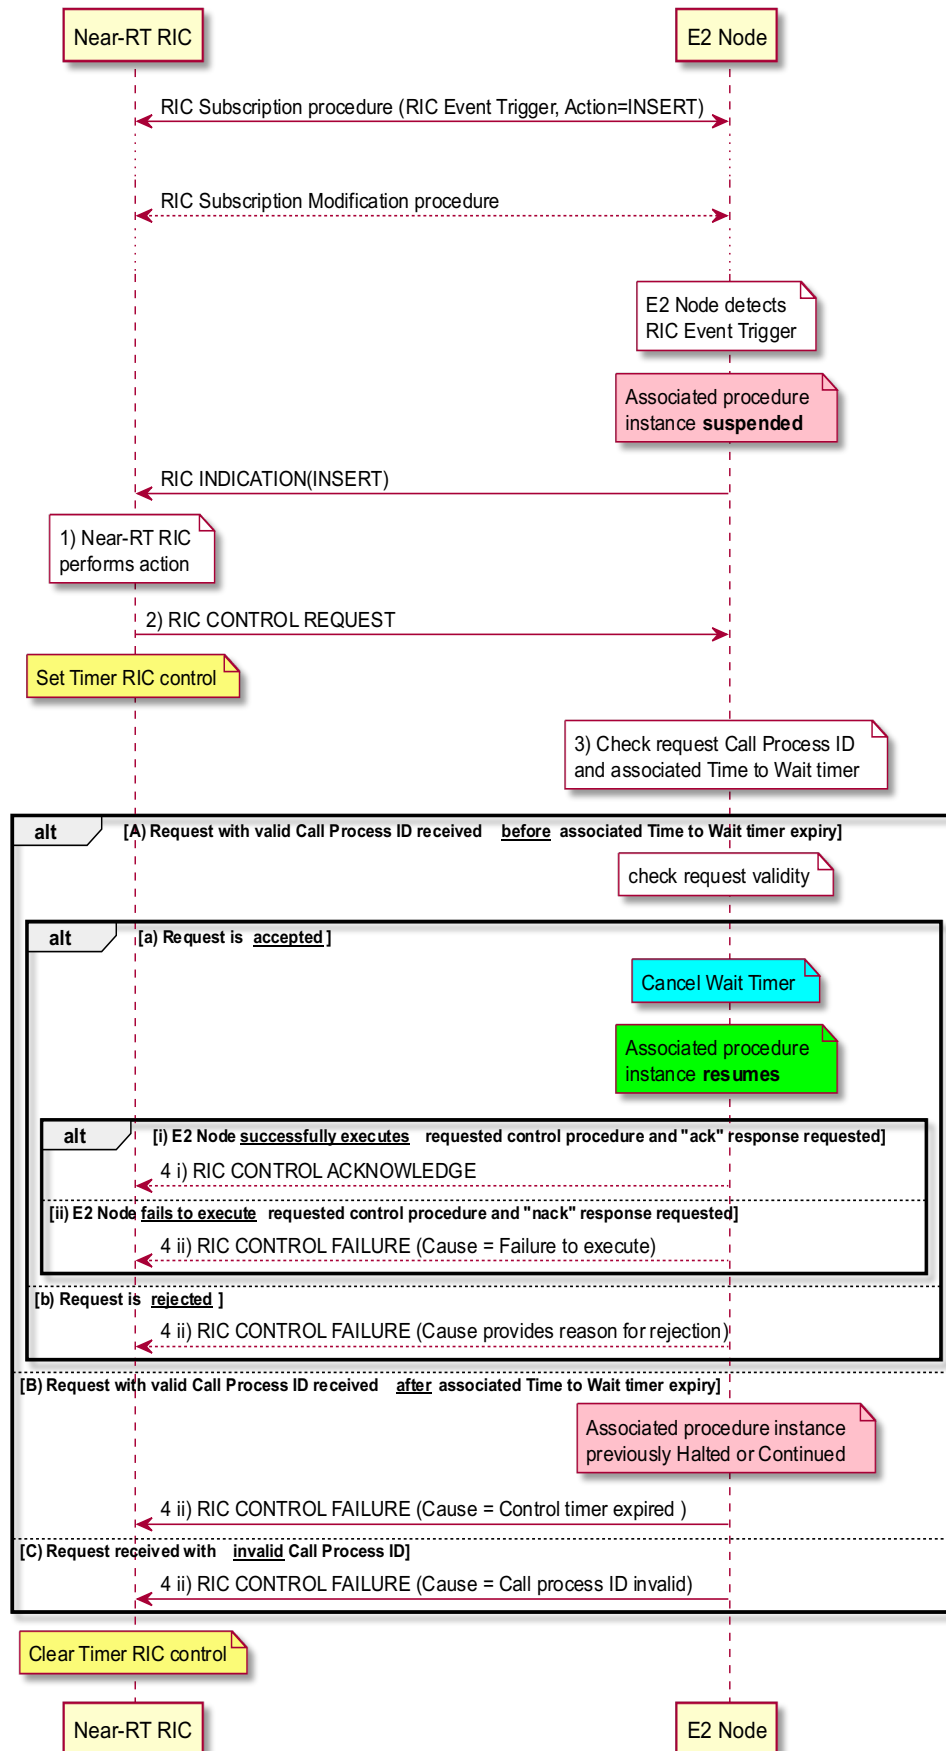 Near-RT RIC
E2 Node
RIC Subscription procedure (RIC Event Trigger, Action=INSERT)
RIC Subscription Modification procedure
E2 Node detects
RIC Event Trigger
Associated procedure
instance suspended
RIC INDICATION(INSERT)
1) Near-RT RIC
performs action
2) RIC CONTROL REQUEST
Set Timer RIC control
3) Check request Call Process ID
and associated Time to Wait timer
alt [A) Request with valid Call Process ID received before associated Time to Wait timer expiry]
check request validity
alt [a) Request is accepted ]
Cancel Wait Timer
Associated procedure
instance resumes
alt [i) E2 Node successfully executes requested control procedure and "ack" response requested]
4 i) RIC CONTROL ACKNOWLEDGE
[ii) E2 Node fails to execute requested control procedure and "nack" response requested]
4 ii) RIC CONTROL FAILURE (Cause = Failure to execute)
[b) Request is rejected ]
4 ii) RIC CONTROL FAILURE (Cause provides reason for rejection)
[B) Request with valid Call Process ID received after associated Time to Wait timer expiry]
Associated procedure instance
previously Halted or Continued
4 ii) RIC CONTROL FAILURE (Cause = Control timer expired )
[C) Request received with invalid Call Process ID]
4 ii) RIC CONTROL FAILURE (Cause = Call process ID invalid)
Clear Timer RIC control
Near-RT RIC
E2 Node